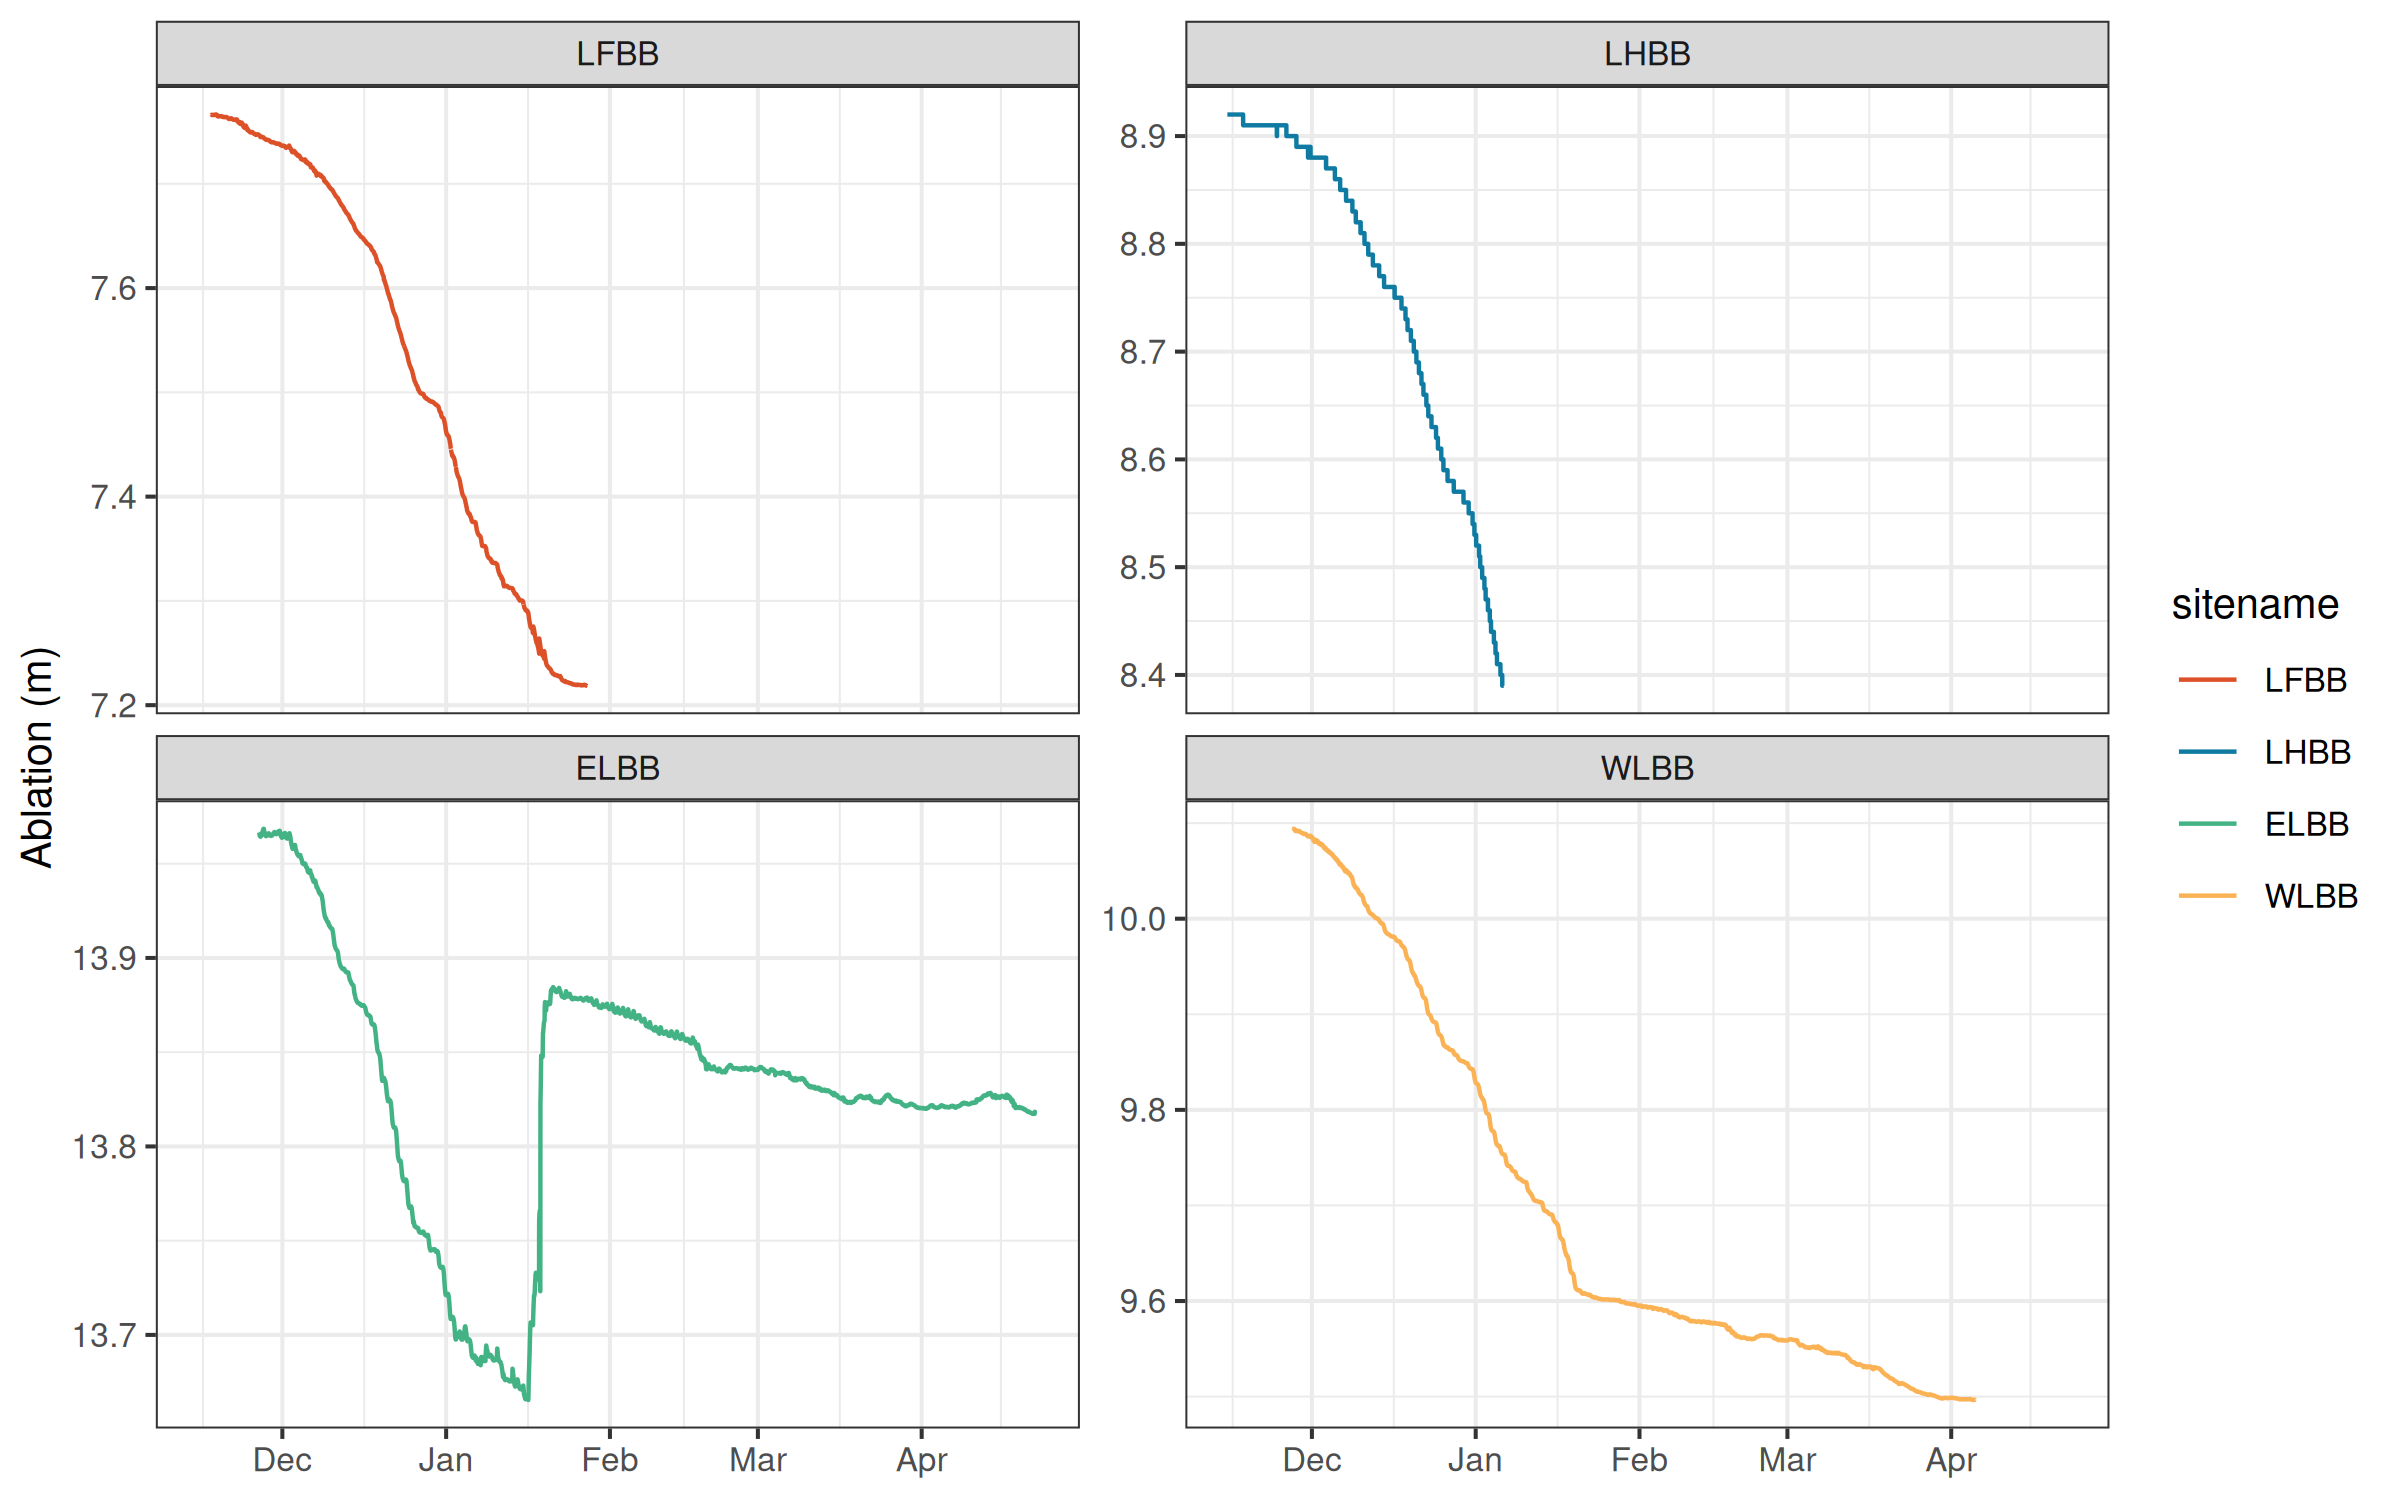 LFBB
LHBB
7.6
7.4
7.2
8.9
8.8
8.7
8.6
8.5
8.4
Ablation (m)
ELBB
WLBB
13.9
13.8
13.7
10.0
9.8
9.6
Dec Jan Feb Mar Apr
Dec Jan Feb Mar Apr
sitename
LFBB
LHBB
ELBB
WLBB